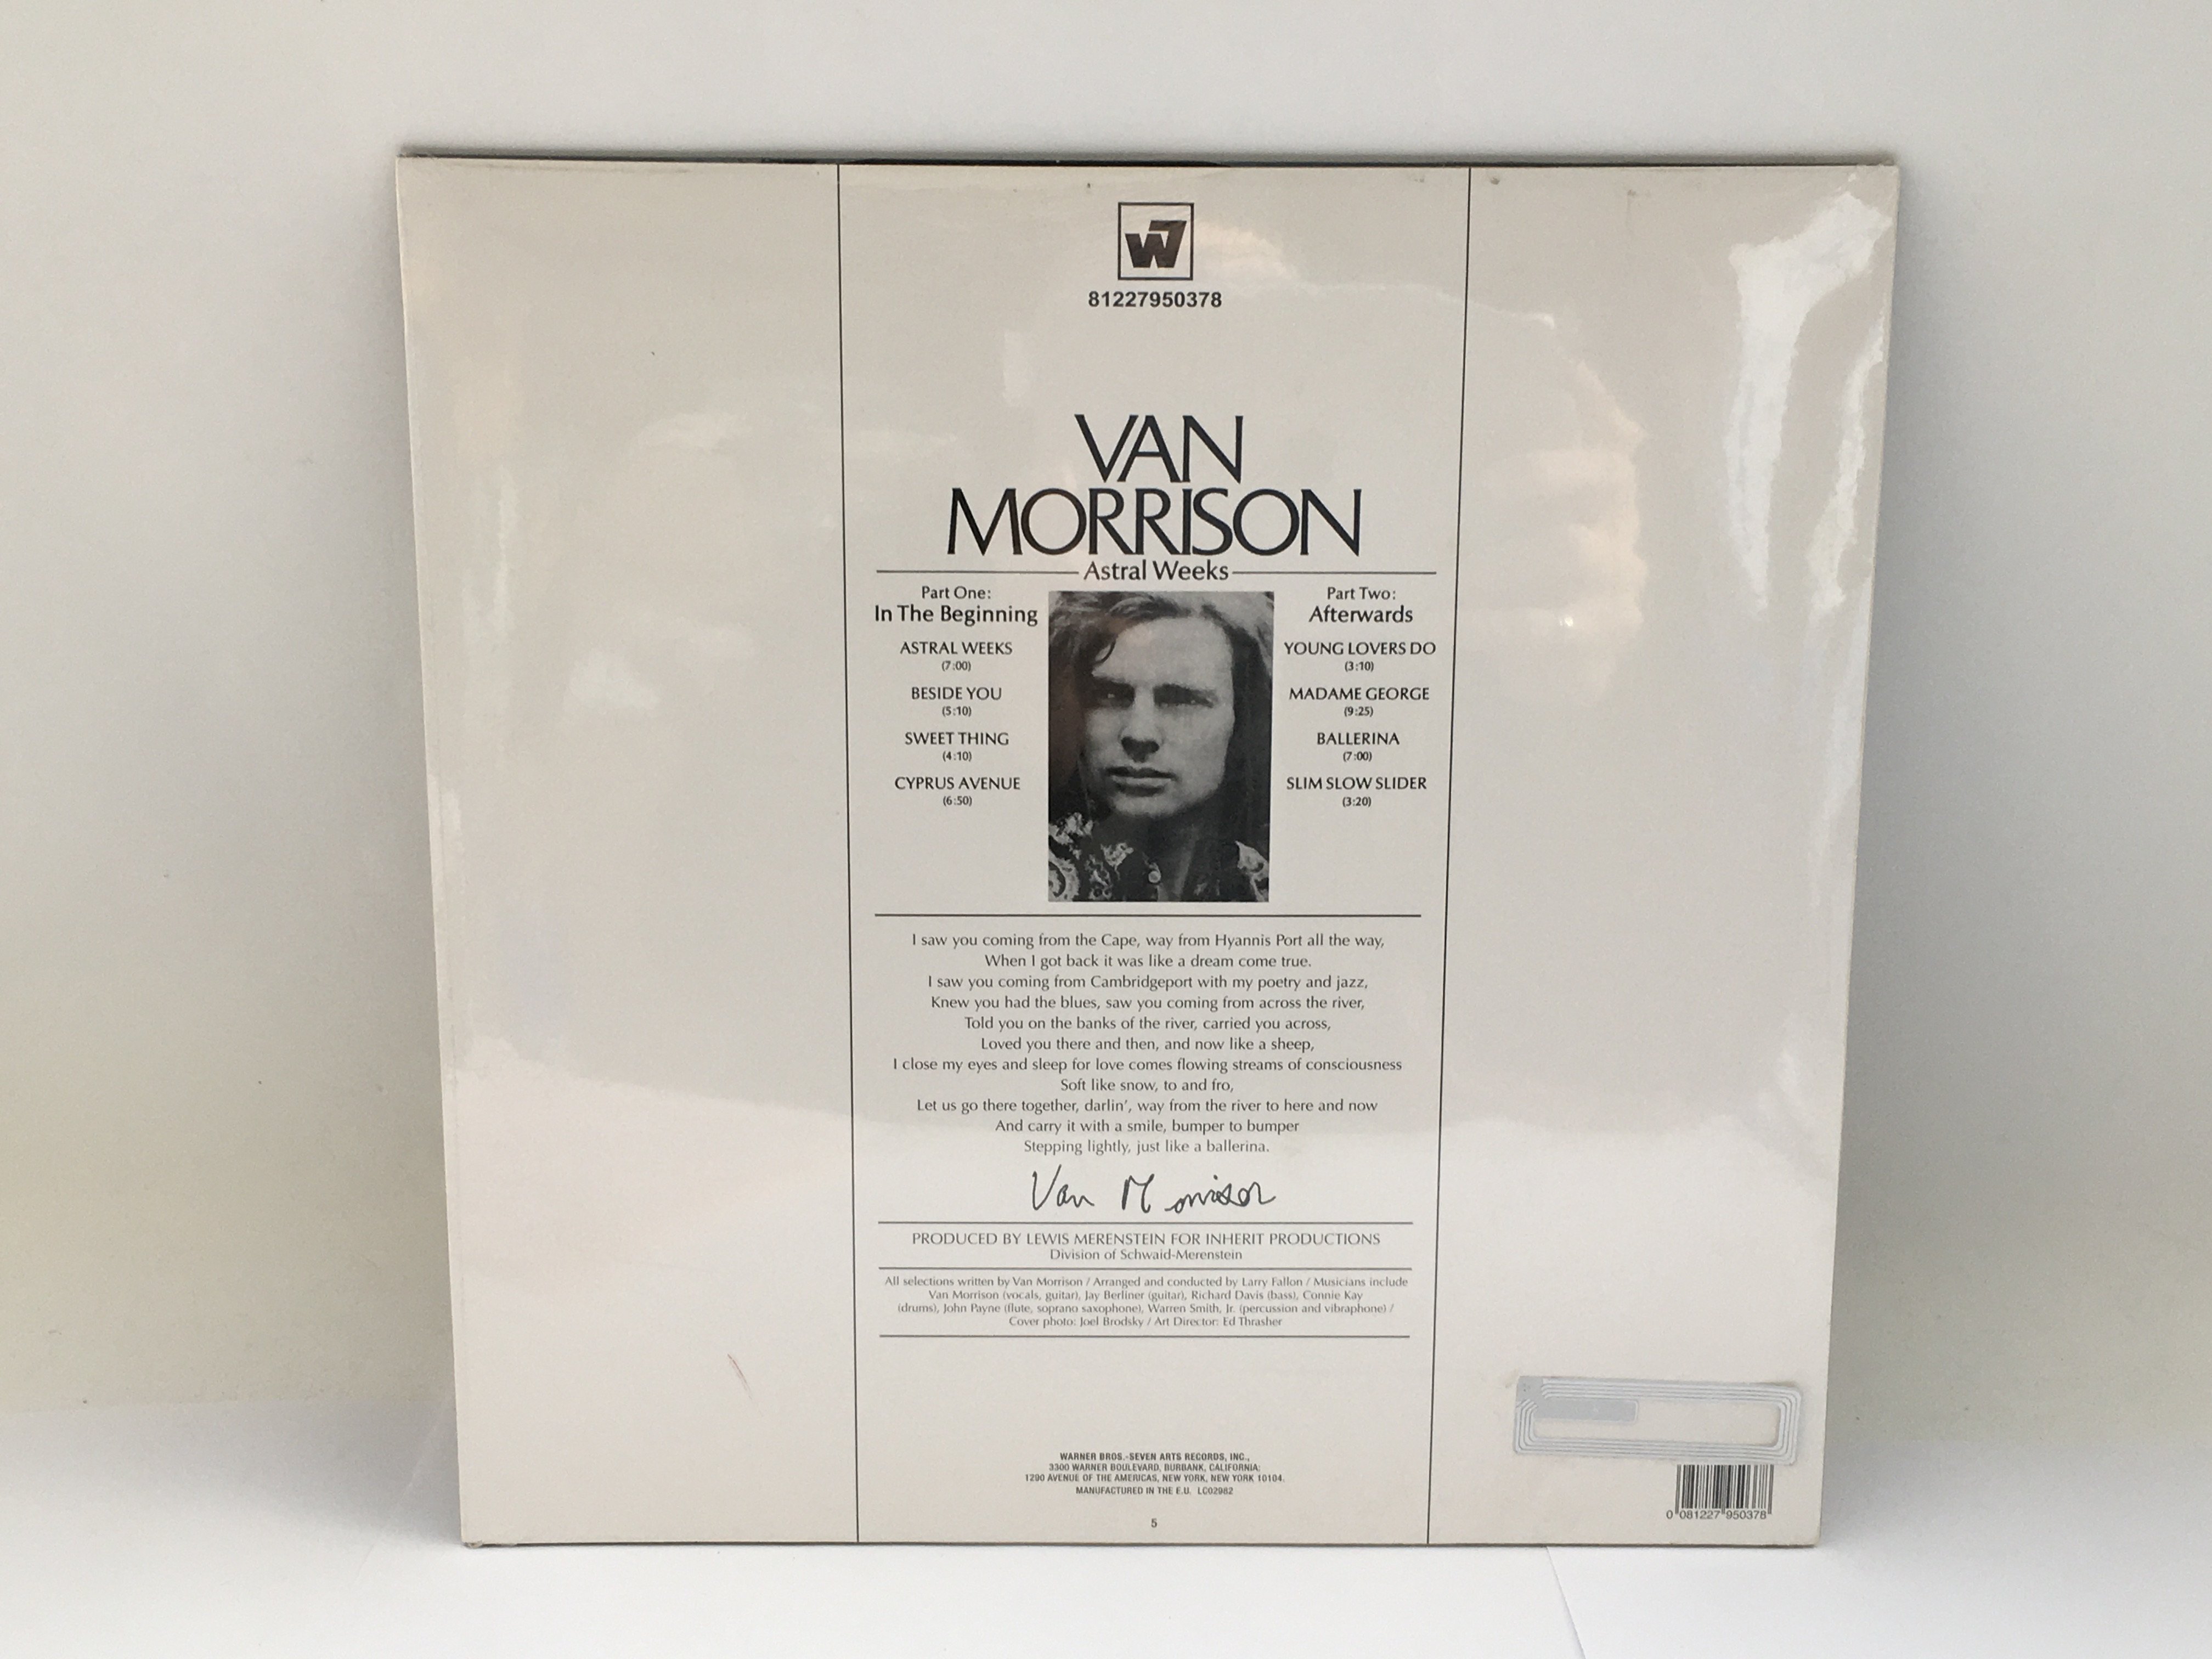 W7
81227950378
VAN
MORRISON
Astral Weeks
Part One:
In The Beginning
ASTRAL WEEKS
(7:00)
BESIDE YOU
(5:10)
SWEET THING
(4:10)
CYPRUS AVENUE
(6:50)
Part Two:
Afterwards
YOUNG LOVERS DO
(3:10)
MADAME GEORGE
(9:25)
BALLERINA
(7:00)
SLIM SLOW SLIDER
(3:20)
I saw you coming from the Cape, way from Hyannis Port all the way,
When I got back it was like a dream come true.
I saw you coming from Cambridgeport with my poetry and jazz,
Knew you had the blues, saw you coming from across the river,
Told you on the banks of the river, carried you across,
Loved you there and then, and now like a sheep,
I close my eyes and sleep for love comes flowing streams of consciousness
Soft like snow, to and fro,
Let us go there together, darlin', way from the river to here and now
And carry it with a smile, bumper to bumper
Stepping lightly, just like a ballerina.
Van Morrison
PRODUCED BY LEWIS MERENSTEIN FOR INHERIT PRODUCTIONS
Division of Schwaid-Merenstein
All selections written by Van Morrison / Arranged and conducted by Larry Fallon / Musicians include
Van Morrison (vocals, guitar), Jay Berliner (guitar), Richard Davis (bass), Connie Kay
(drums), John Payne (flute, soprano saxophone), Warren Smith, Jr. (percussion and vibraphone) /
Cover photo: Joel Brodsky / Art Director: Ed Thrasher
WARNER BROS.-SEVEN ARTS RECORDS, INC.,
3300 WARNER BOULEVARD, BURBANK, CALIFORNIA;
1290 AVENUE OF THE AMERICAS, NEW YORK, NEW YORK 10104.
MANUFACTURED IN THE E.U. LC02982
5
0 081227 950378